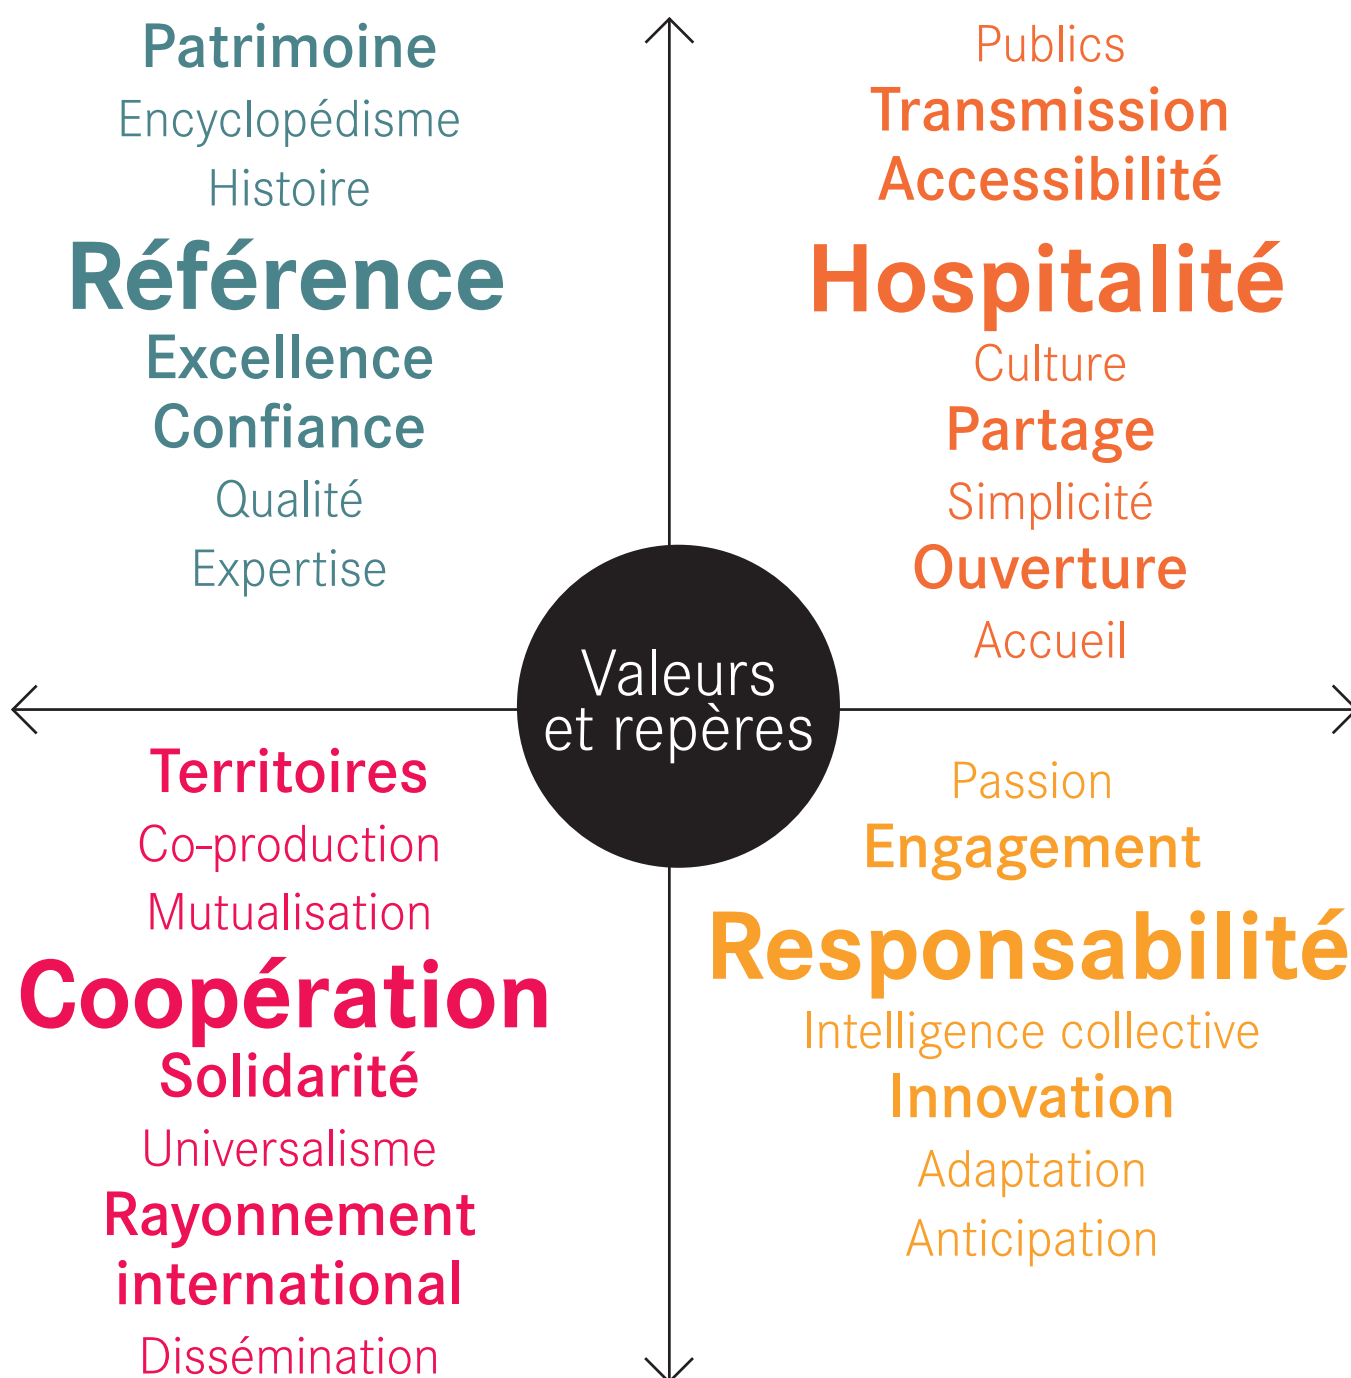 Patrimoine
Encyclopédisme
Histoire
Référence
Excellence
Confiance
Qualité
Expertise
Publics
Transmission
Accessibilité
Hospitalité
Culture
Partage
Simplicité
Ouverture
Accueil
Valeurs
et repères
Territoires
Co-production
Mutualisation
Coopération
Solidarité
Universalisme
Rayonnement
international
Dissémination
Passion
Engagement
Responsabilité
Intelligence collective
Innovation
Adaptation
Anticipation